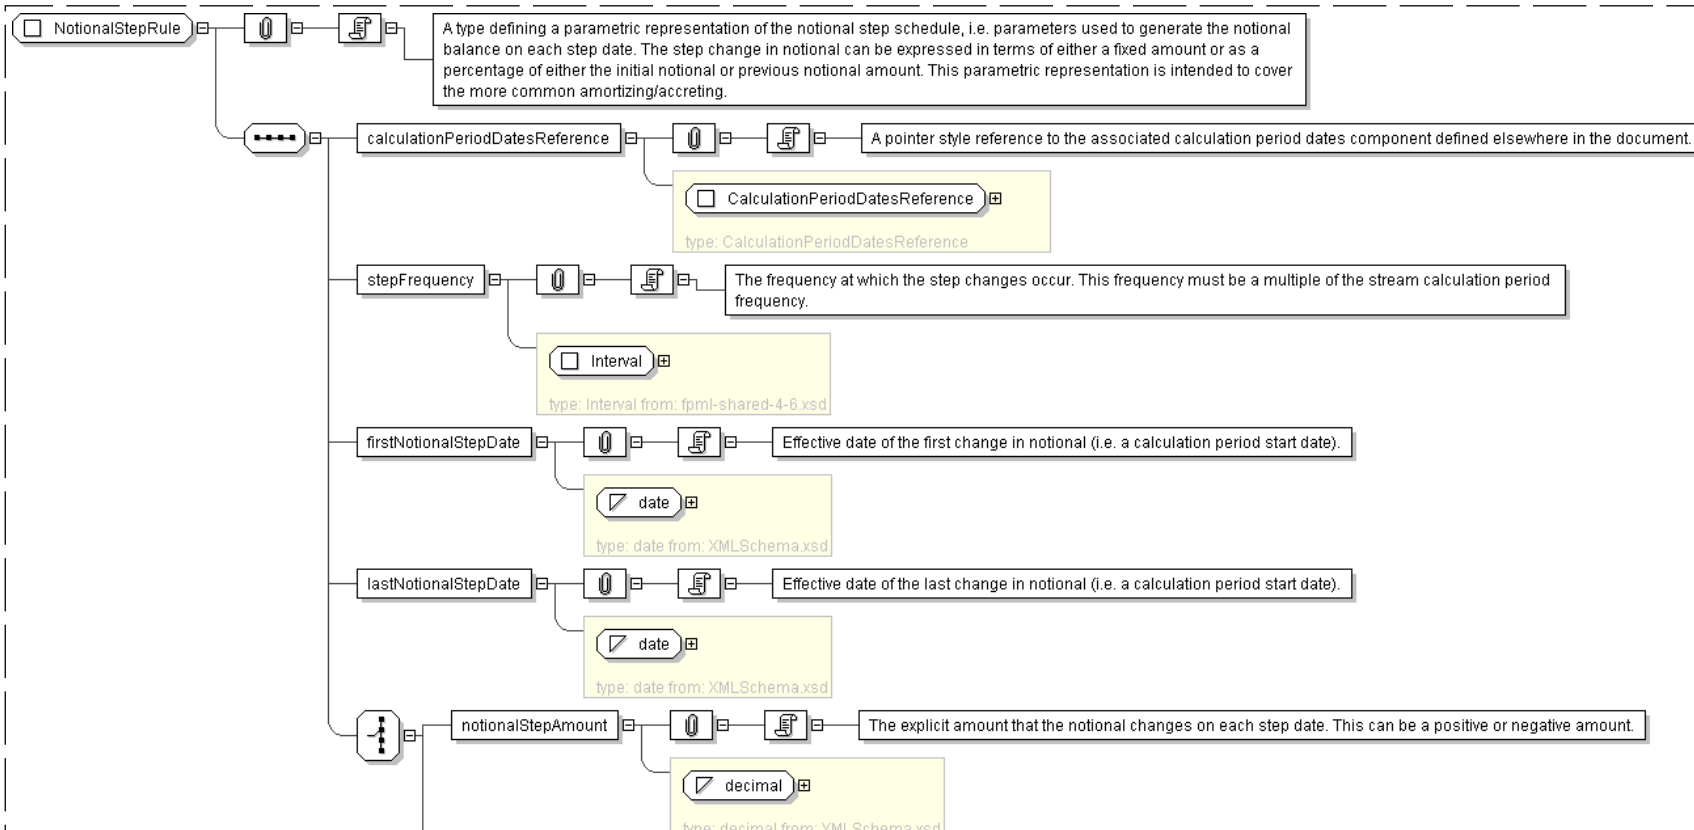 NotionalStepRule
A type defining a parametric representation of the notional step schedule, i.e. parameters used to generate the notional
balance on each step date. The step change in notional can be expressed in terms of either a fixed amount or as a
percentage of either the initial notional or previous notional amount. This parametric representation is intended to cover
the more common amortizing/accreting.
calculationPeriodDatesReference
A pointer style reference to the associated calculation period dates component defined elsewhere in the document.
CalculationPeriodDatesReference
type: CalculationPeriodDatesReference
stepFrequency
The frequency at which the step changes occur. This frequency must be a multiple of the stream calculation period
frequency.
Interval
type: Interval from: fpml-shared-4-6.xsd
firstNotionalStepDate
Effective date of the first change in notional (i.e. a calculation period start date).
date
type: date from: XMLSchema.xsd
lastNotionalStepDate
Effective date of the last change in notional (i.e. a calculation period start date).
date
type: date from: XMLSchema.xsd
notionalStepAmount
The explicit amount that the notional changes on each step date. This can be a positive or negative amount.
decimal
type: decimal from: XMLSchema.xsd